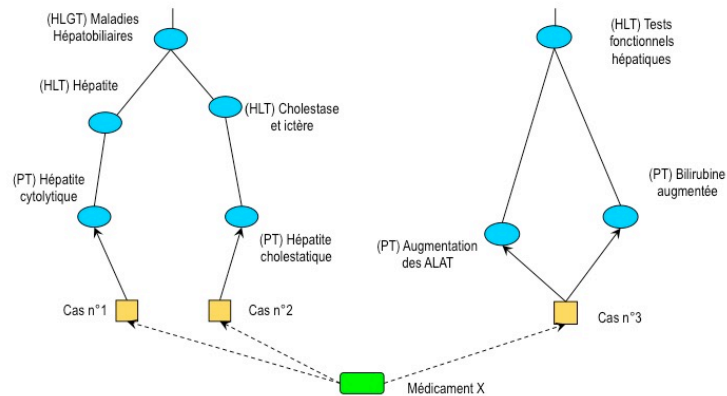 (HLGT) Maladies
Hépatobiliaires
(HLT) Hépatite
(HLT) Cholestase
et ictère
(PT) Hépatite
cytolytique
(PT) Hépatite
cholestatique
Cas n°1
Cas n°2
(HLT) Tests
fonctionnels
hépatiques
(PT) Bilirubine
augmentée
(PT) Augmentation
des ALAT
Cas n°3
Médicament X